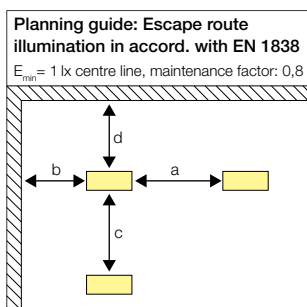 Planning guide: Escape route
illumination in accord. with EN 1838
Emin= 1 lx centre line, maintenance factor: 0,8
d
b
a
c